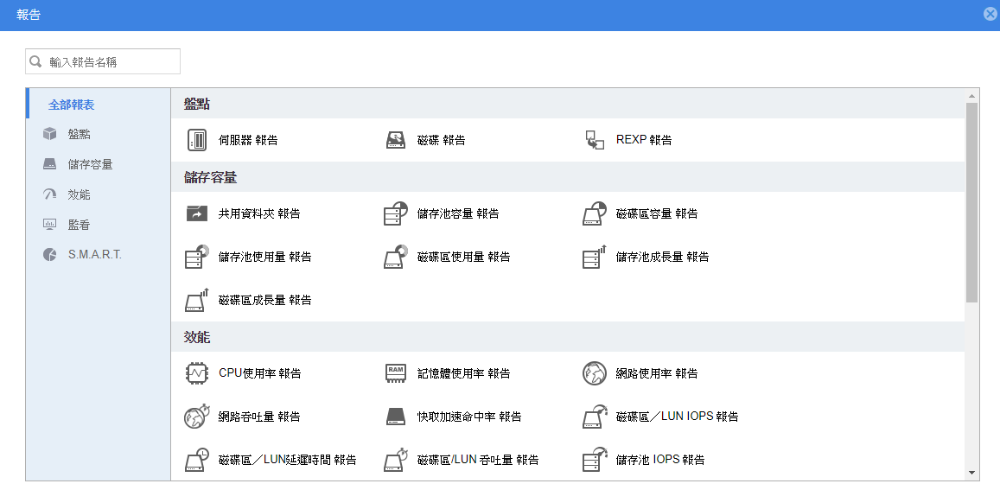 報告
輸入報告名稱
全部報表
盤點
儲存容量
效能
監看
S.M.A.R.T.
盤點
伺服器 報告
磁碟 報告
REXP 報告
儲存容量
共用資料夾 報告
儲存池容量 報告
磁碟區容量 報告
儲存池使用量 報告
磁碟區使用量 報告
儲存池成長量 報告
磁碟區成長量 報告
效能
CPU使用率 報告
RAM
記憶體使用率 報告
網路使用率 報告
網路吞吐量 報告
快取加速命中率 報告
磁碟區／LUN IOPS 報告
磁碟區／LUN延遲時間 報告
磁碟區/LUN 吞吐量 報告
儲存池 IOPS 報告